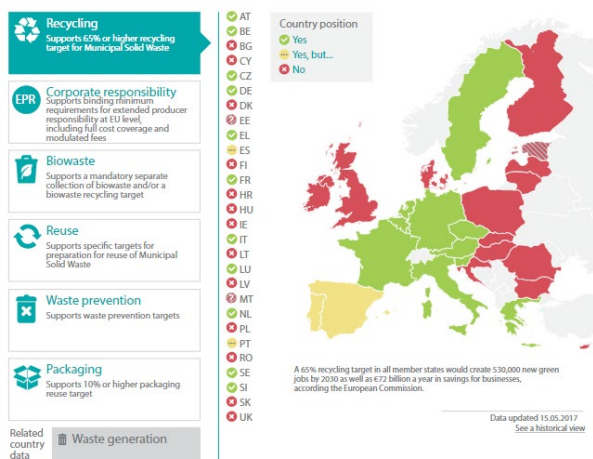 Recycling
Supports 65% or higher recycling
target for Municipal Solid Waste
EPR
Corporate responsibility
Supports binding minimum
requirements for extended producer
responsibility at EU level,
including full cost coverage and
modulated fees
Biowaste
Supports a mandatory separate
collection of biowaste and/or a
biowaste recycling target
Reuse
Supports specific targets for
preparation for reuse of Municipal
Solid Waste
Waste prevention
Supports waste prevention targets
Packaging
Supports 10% or higher packaging
reuse target
Related
country
data
Waste generation
AT
BE
BG
CY
CZ
DE
DK
? EE
EL
ES
FI
FR
HR
HU
IE
IT
LT
LU
LV
? MT
NL
PL
PT
RO
SE
SI
SK
UK
Country position
Yes
Yes, but...
No
A 65% recycling target in all member states would create 530,000 new green
jobs by 2030 as well as €72 billion a year in savings for businesses,
according the European Commission.
Data updated 15.05.2017
See a historical view